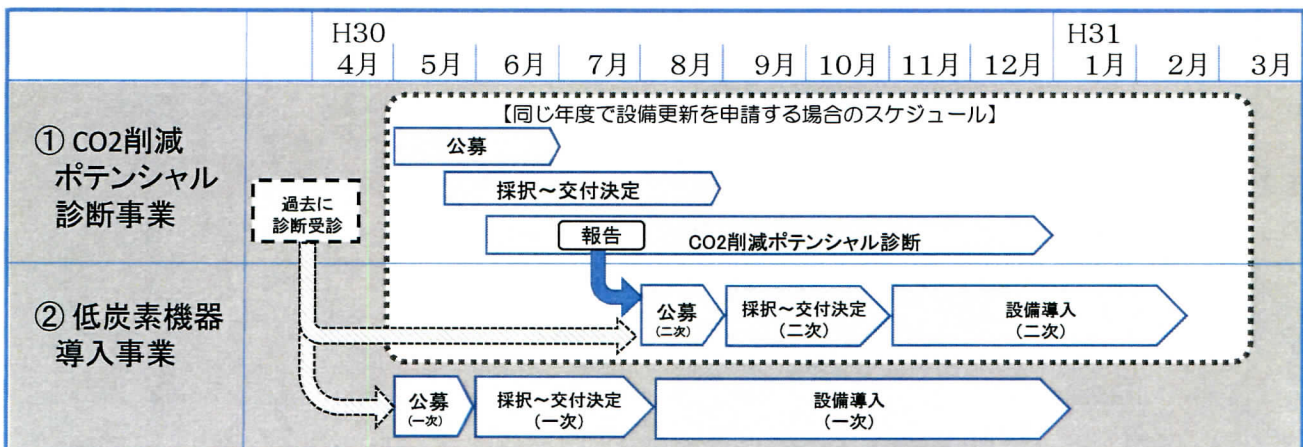 H30
H31
4月 5月 6月 7月 8月 9月 10月 11月 12月 1月 2月 3月
【同じ年度で設備更新を申請する場合のスケジュール】
① CO2削減
ポテンシャル
診断事業
公募
採択～交付決定
過去に
診断受診
報告
CO2削減ポテンシャル診断
② 低炭素機器
導入事業
公募
(二次)
採択～交付決定
(二次)
設備導入
(二次)
公募
(一次)
採択～交付決定
(一次)
設備導入
(一次)